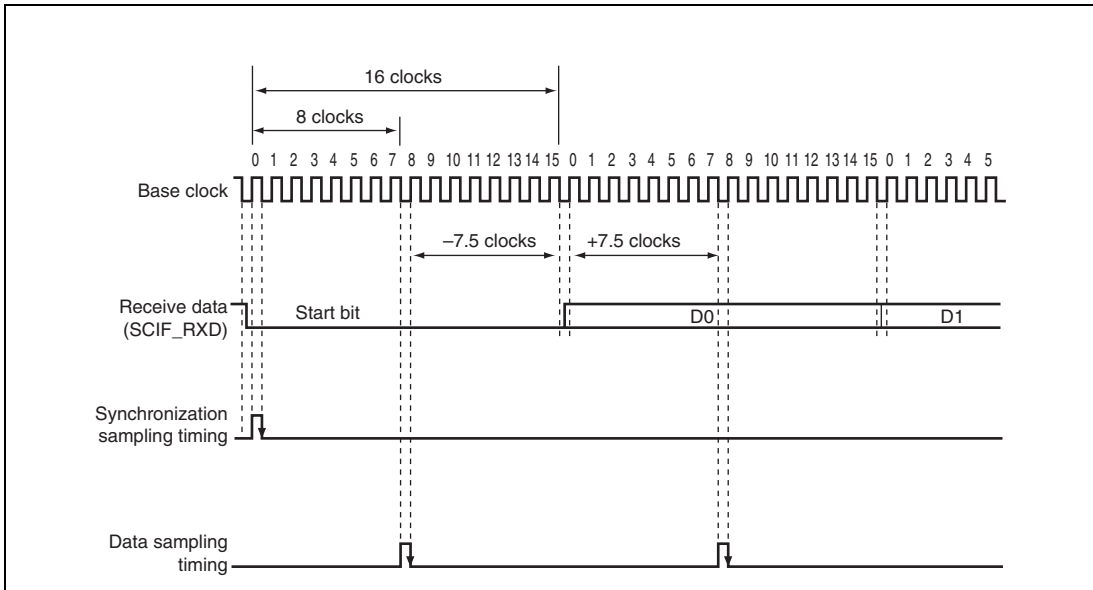 16 clocks
8 clocks
0 1 2 3 4 5 6 7 8 9 10 11 12 13 14 15 0 1 2 3 4 5 6 7 8 9 10 11 12 13 14 15 0 1 2 3 4 5
Base clock
–7.5 clocks +7.5 clocks
Receive data
(SCIF_RXD)
Start bit D0 D1
Synchronization
sampling timing
Data sampling
timing